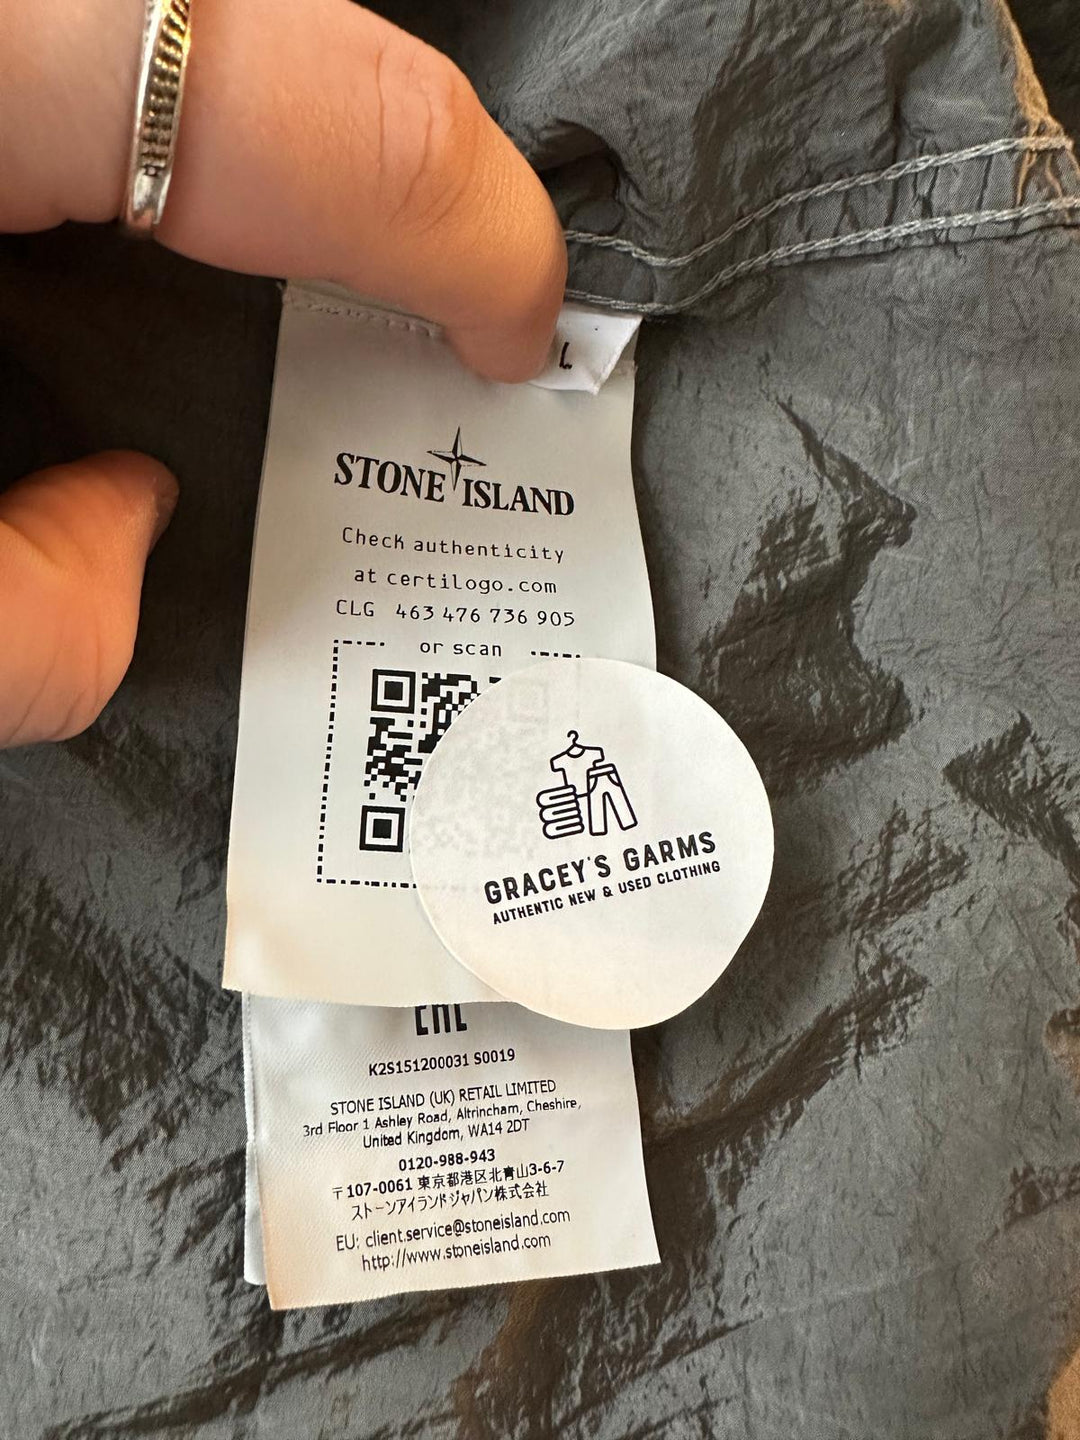 L
STONE ISLAND
Check authenticity
at certilogo.com
CLG 463 476 736 905
or scan
GRACEY'S GARMS
AUTHENTIC NEW & USED CLOTHING
EAC
K2S151200031 S0019
STONE ISLAND (UK) RETAIL LIMITED
3rd Floor 1 Ashley Road, Altrincham, Cheshire,
United Kingdom, WA14 2DT
0120-988-943
〒107-0061 東京都港区北青山3-6-7
ストーンアイランドジャパン株式会社
EU: client.service@stoneisland.com
http://www.stoneisland.com